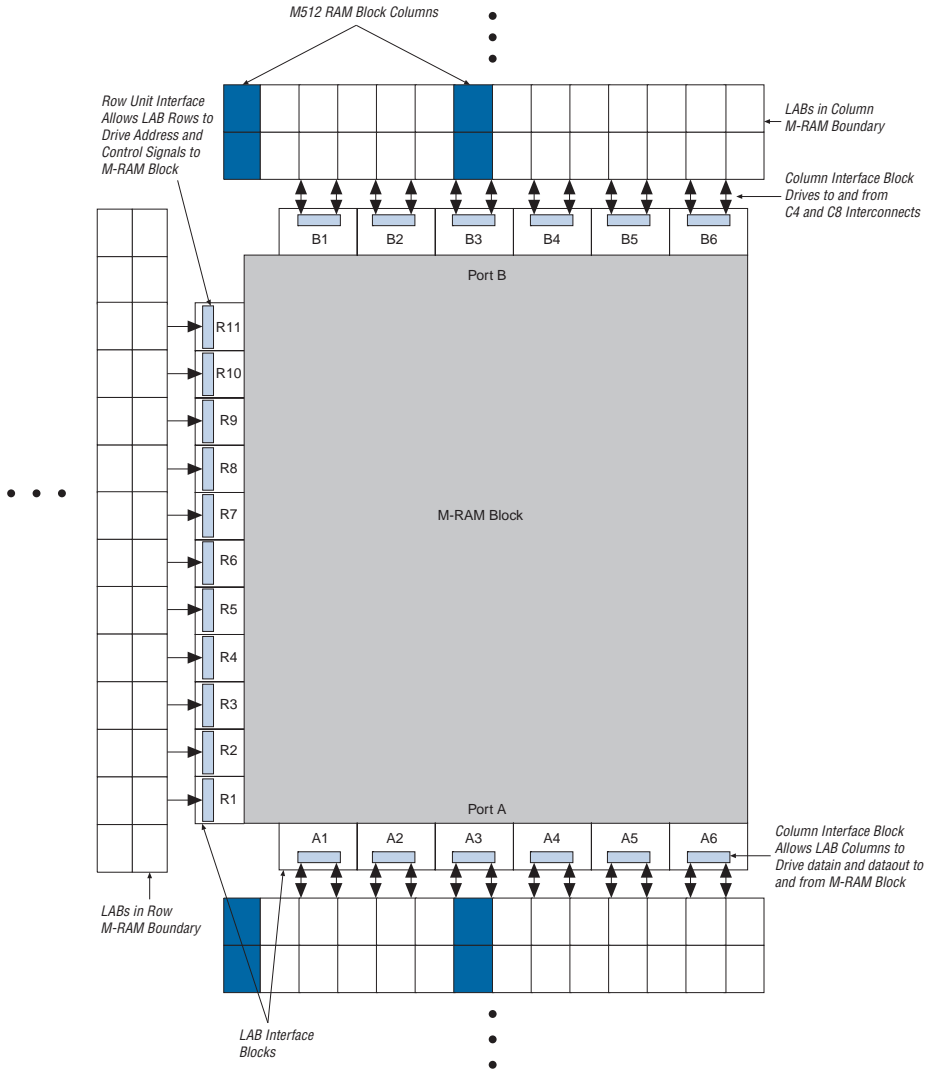 M512 RAM Block Columns
Row Unit Interface
Allows LAB Rows to
Drive Address and
Control Signals to
M-RAM Block
LABs in Column
M-RAM Boundary
Column Interface Block
Drives to and from
C4 and C8 Interconnects
B1 B2 B3 B4 B5 B6
Port B
R11
R10
R9
R8
R7
M-RAM Block
R6
R5
R4
R3
R2
R1
Port A
A1 A2 A3 A4 A5 A6
Column Interface Block
Allows LAB Columns to
Drive datain and dataout to
and from M-RAM Block
LABs in Row
M-RAM Boundary
LAB Interface
Blocks